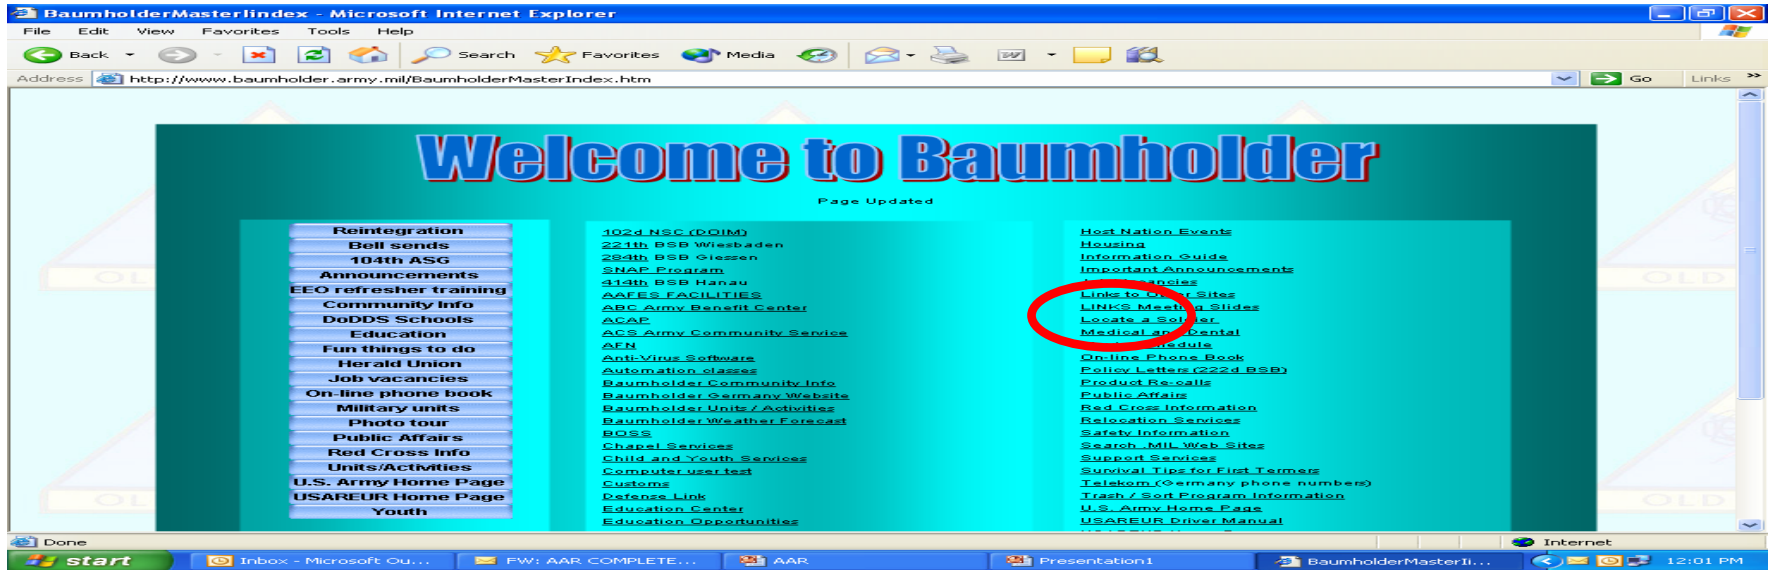 BaumholderMasterIindex - Microsoft Internet Explorer
File Edit View Favorites Tools Help
Back Search Favorites Media
Address http://www.baumholder.army.mil/BaumholderMasterIndex.htm Go Links »
Welcome to Baumholder
Page Updated
Reintegration
Bell sends
104th ASG
Announcements
EEO refresher training
Community Info
DoDDS Schools
Education
Fun things to do
Herald Union
Job vacancies
On-line phone book
Military units
Photo tour
Public Affairs
Red Cross Info
Units/Activities
U.S. Army Home Page
USAREUR Home Page
Youth
102d NSC (DOIM)
221th BSB Wiesbaden
284th BSB Giessen
SNAP Program
414th BSB Hanau
AAFES FACILITIES
ABC Army Benefit Center
ACAP
ACS Army Community Service
AFN
Anti-Virus Software
Automation classes
Baumholder Community Info
Baumholder Germany Website
Baumholder Units / Activities
Baumholder Weather Forecast
BOSS
Chapel Services
Child and Youth Services
Computer user test
Customs
Defense Link
Education Center
Education Opportunities
Host Nation Events
Housing
Information Guide
Important Announcements
Links to Other Sites
LINKS Meeting Slides
Locate a Soldier
Medical and Dental
On-line Phone Book
Policy Letters (222d BSB)
Product Re-calls
Public Affairs
Red Cross Information
Relocation Services
Safety Information
Search .MIL Web Sites
Support Services
Survival Tips for First Termers
Telekom (Germany phone numbers)
Trash / Sort Program Information
U.S. Army Home Page
USAREUR Driver Manual
OLD
OLD
OLD
OLD
Done Internet
start Inbox - Microsoft Ou... FW: AAR COMPLETE... AAR Presentation1 BaumholderMasterIi... 12:01 PM